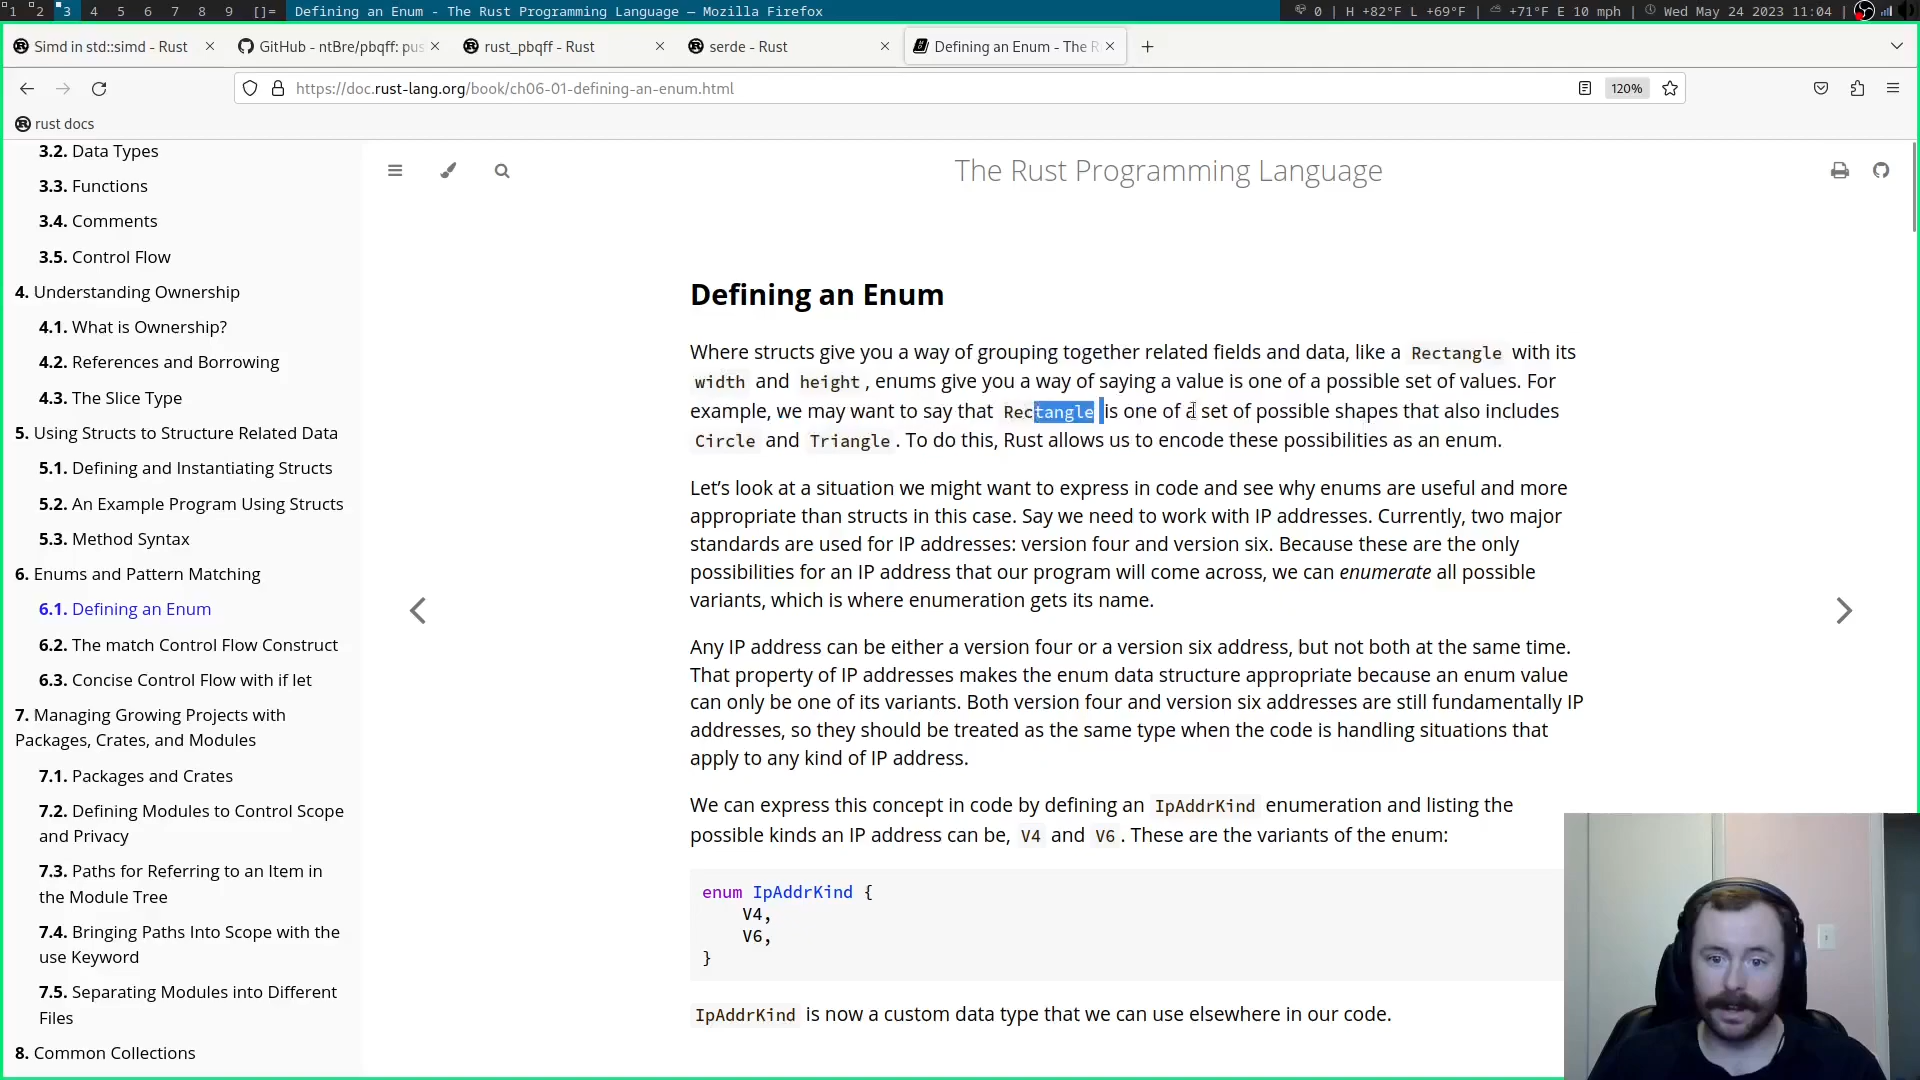 1 2 3 4 5 6 7 8 9 []= Defining an Enum - The Rust Programming Language — Mozilla Firefox 0 | H +82°F L +69°F | +71°F E 10 mph | Wed May 24 2023 11:04 |
Simd in std::simd - Rust GitHub - ntBre/pbqff: pus rust_pbqff - Rust serde - Rust Defining an Enum - The R
https://doc.rust-lang.org/book/ch06-01-defining-an-enum.html 120%
rust docs
3.2. Data Types
3.3. Functions
3.4. Comments
3.5. Control Flow
4. Understanding Ownership
4.1. What is Ownership?
4.2. References and Borrowing
4.3. The Slice Type
5. Using Structs to Structure Related Data
5.1. Defining and Instantiating Structs
5.2. An Example Program Using Structs
5.3. Method Syntax
6. Enums and Pattern Matching
6.1. Defining an Enum
6.2. The match Control Flow Construct
6.3. Concise Control Flow with if let
7. Managing Growing Projects with
Packages, Crates, and Modules
7.1. Packages and Crates
7.2. Defining Modules to Control Scope
and Privacy
7.3. Paths for Referring to an Item in
the Module Tree
7.4. Bringing Paths Into Scope with the
use Keyword
7.5. Separating Modules into Different
Files
8. Common Collections
The Rust Programming Language
Defining an Enum
Where structs give you a way of grouping together related fields and data, like a Rectangle with its
width and height, enums give you a way of saying a value is one of a possible set of values. For
example, we may want to say that Rectangle is one of a set of possible shapes that also includes
Circle and Triangle. To do this, Rust allows us to encode these possibilities as an enum.
Let’s look at a situation we might want to express in code and see why enums are useful and more
appropriate than structs in this case. Say we need to work with IP addresses. Currently, two major
standards are used for IP addresses: version four and version six. Because these are the only
possibilities for an IP address that our program will come across, we can enumerate all possible
variants, which is where enumeration gets its name.
Any IP address can be either a version four or a version six address, but not both at the same time.
That property of IP addresses makes the enum data structure appropriate because an enum value
can only be one of its variants. Both version four and version six addresses are still fundamentally IP
addresses, so they should be treated as the same type when the code is handling situations that
apply to any kind of IP address.
We can express this concept in code by defining an IpAddrKind enumeration and listing the
possible kinds an IP address can be, V4 and V6. These are the variants of the enum:
enum IpAddrKind {
V4,
V6,
}
IpAddrKind is now a custom data type that we can use elsewhere in our code.